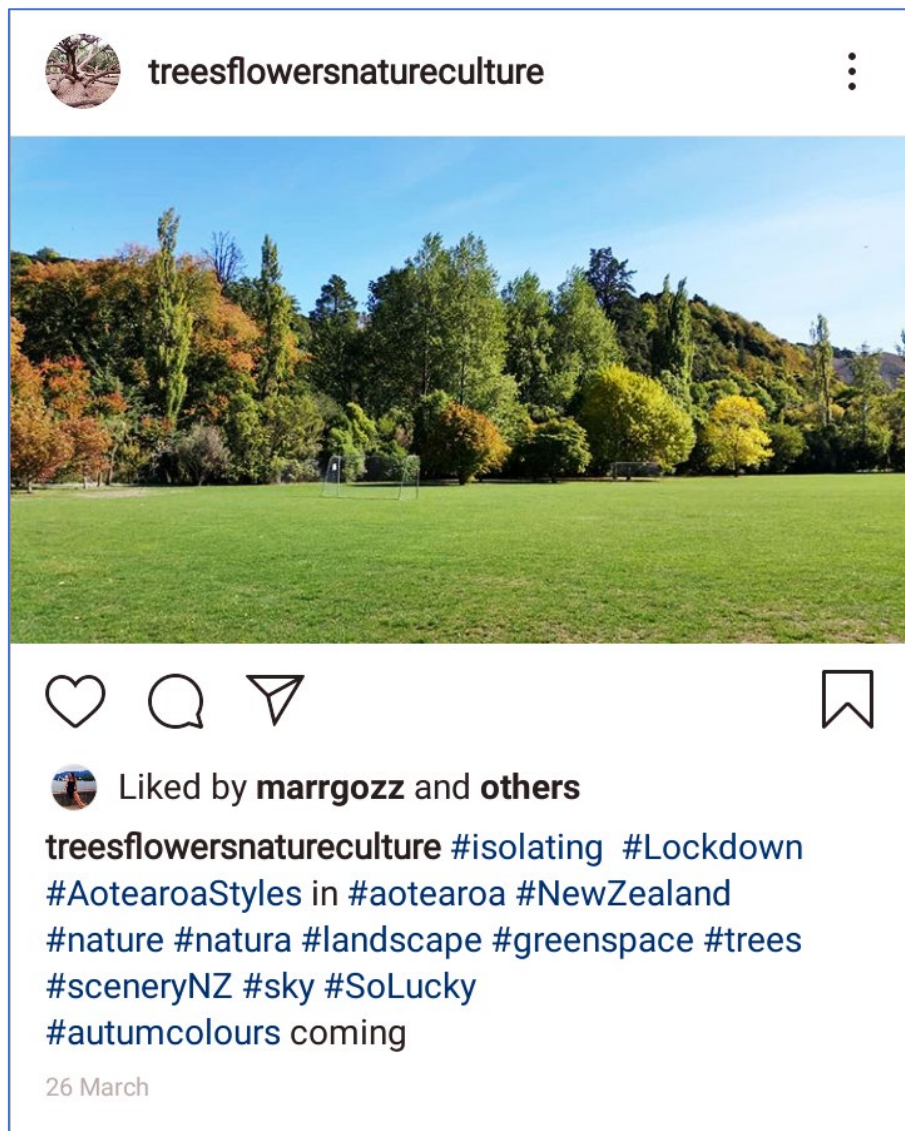 treesflowersnatureculture
Liked by marrgozz and others
treesflowersnatureculture #isolating #Lockdown
#AotearoaStyles in #aotearoa #NewZealand
#nature #natura #landscape #greenspace #trees
#sceneryNZ #sky #SoLucky
#autumcolours coming
26 March